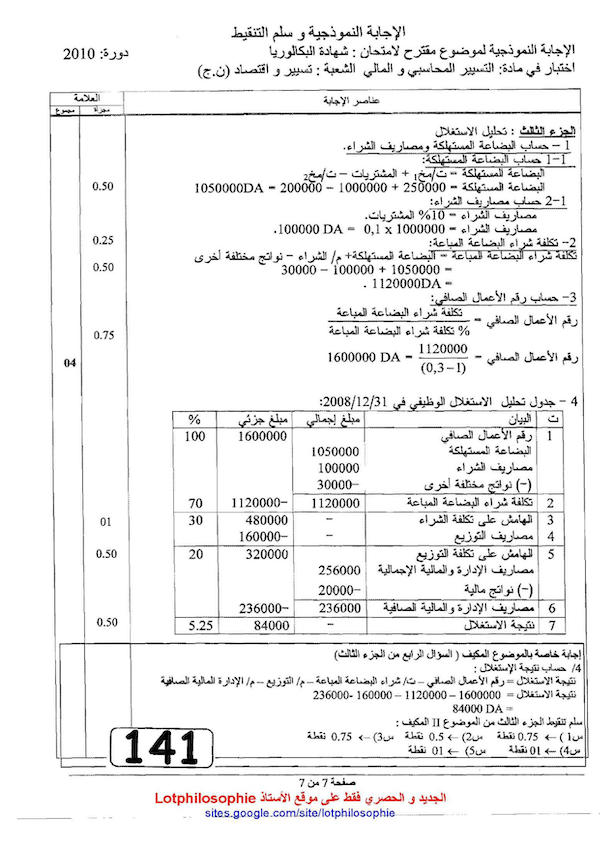 الإجابة النموذجية و سلم التنقيط
الإجابة النموذجية لموضوع مقترح لامتحان : شهادة البكالوريا دورة: 2010
اختبار في مادة: التسيير المحاسبي و المالي الشعبة : تسيير و اقتصاد (ن.ج)
عناصر الإجابة العلامة
مجزأة مجموع
الجزء الثالث : تحليل الاستغلال
1- حساب البضاعة المستهلكة ومصاريف الشراء.
1-1 حساب البضاعة المستهلكة:
البضاعة المستهلكة = ت/مخ1 + المشتريات – ت/مخ2
البضاعة المستهلكة = 250000 + 1000000 – 200000 = 1050000DA 0.50
1-2 حساب مصاريف الشراء:
مصاريف الشراء = 10% المشتريات.
مصاريف الشراء = 1000000 x 0,1 = 100000 DA.
2- تكلفة شراء البضاعة المباعة: 0.25
تكلفة شراء البضاعة المباعة = البضاعة المستهلكة+ م/ الشراء – نواتج مختلفة أخرى
= 1050000 + 100000 – 30000 0.50
= 1120000DA .
3- حساب رقم الأعمال الصافي:
رقم الأعمال الصافي = تكلفة شراء البضاعة المباعة / % تكلفة شراء البضاعة المباعة 0.75
رقم الأعمال الصافي = 1120000 / (0,3–1) = 1600000 DA
04
4 – جدول تحليل الاستغلال الوظيفي في 2008/12/31:
ت البيان مبلغ إجمالي مبلغ جزئي %
1 رقم الأعمال الصافي 1600000 100
البضاعة المستهلكة 1050000
مصاريف الشراء 100000
(–) نواتج مختلفة أخرى –30000
2 تكلفة شراء البضاعة المباعة 1120000 –1120000 70
3 الهامش على تكلفة الشراء – 480000 30 01
4 مصاريف التوزيع – –160000
5 الهامش على تكلفة التوزيع 320000 20 0.50
مصاريف الإدارة والمالية الإجمالية 256000
(–) نواتج مالية –20000
6 مصاريف الإدارة والمالية الصافية 236000 –236000
7 نتيجة الاستغلال – 84000 5.25 0.50
إجابة خاصة بالموضوع المكيف ( السؤال الرابع من الجزء الثالث)
4/ حساب نتيجة الإستغلال:
نتيجة الاستغلال = رقم الأعمال الصافي – ت/ شراء البضاعة المباعة – م/ التوزيع – م/ الإدارة المالية الصافية
نتيجة الاستغلال = 1600000 – 1120000 – 160000 -236000
= 84000 DA
سلم تنقيط الجزء الثالث من الموضوع II المكيف :
س1 ) ← 0.75 نقطة س2) ← 0.5 نقطة س3) ← 0.75 نقطة
س4) ← 01 نقطة س5) ← 01 نقطة
141
صفحة 7 من 7
الجديد و الحصري فقط على موقع الأستاذ Lotphilosophie
sites.google.com/site/lotphilosophie